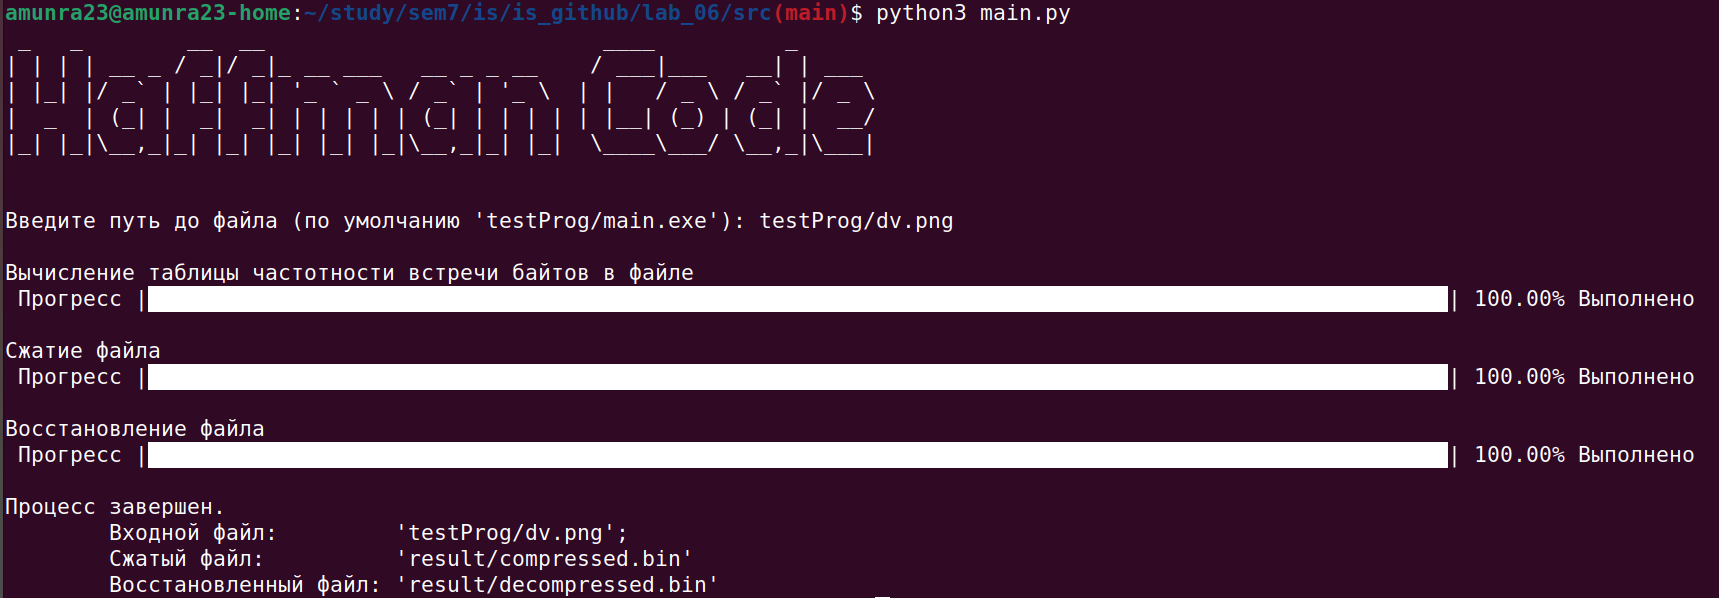 amunra23@amunra23-home:~/study/sem7/is/is_github/lab_06/src(main)$ python3 main.py
Haffman Code
Введите путь до файла (по умолчанию 'testProg/main.exe'): testProg/dv.png
Вычисление таблицы частотности встречи байтов в файле
Прогресс |██████████| 100.00% Выполнено
Сжатие файла
Прогресс |██████████| 100.00% Выполнено
Восстановление файла
Прогресс |██████████| 100.00% Выполнено
Процесс завершен.
Входной файл: 'testProg/dv.png';
Сжатый файл: 'result/compressed.bin'
Восстановленный файл: 'result/decompressed.bin'